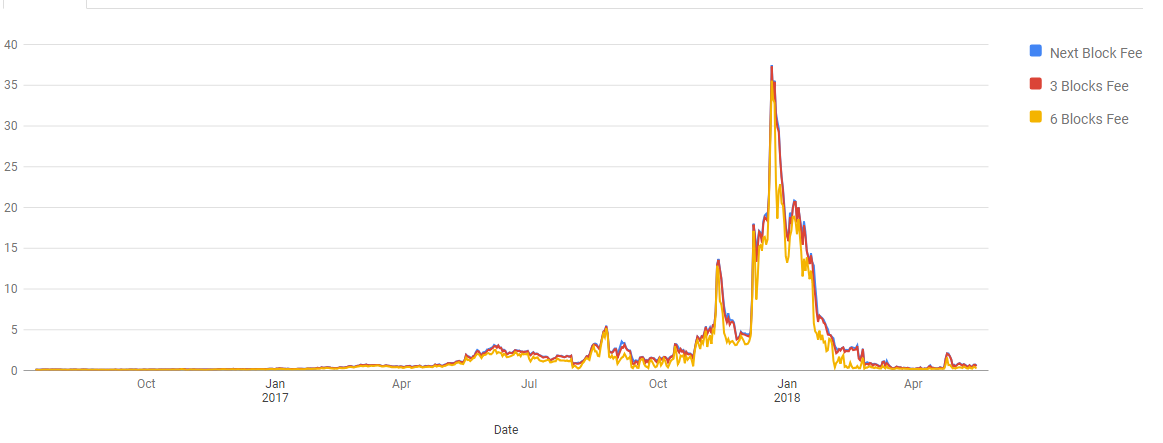 40
35
30
25
20
15
10
5
0
Oct
Jan
2017
Apr
Jul
Oct
Jan
2018
Apr
Date
Next Block Fee
3 Blocks Fee
6 Blocks Fee